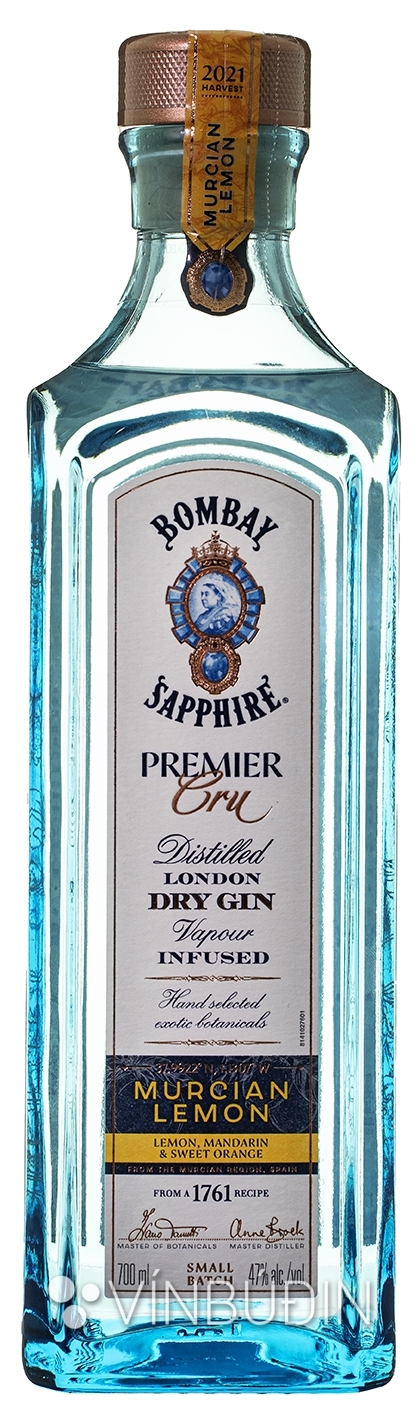 2021
HARVEST
MURCIAN
LEMON
BOMBAY
SAPPHIRE®
PREMIER
Cru
Distilled
LONDON
DRY GIN
Vapour
INFUSED
Hand selected
exotic botanicals
8141027601
MURCIAN
LEMON
LEMON, MANDARIN
& SWEET ORANGE
FROM THE MURCIAN REGION, SPAIN
FROM A 1761 RECIPE
MASTER OF BOTANICALS MASTER DISTILLER
700 ml SMALL BATCH 47% alc./vol
VÍNBÚÐIN